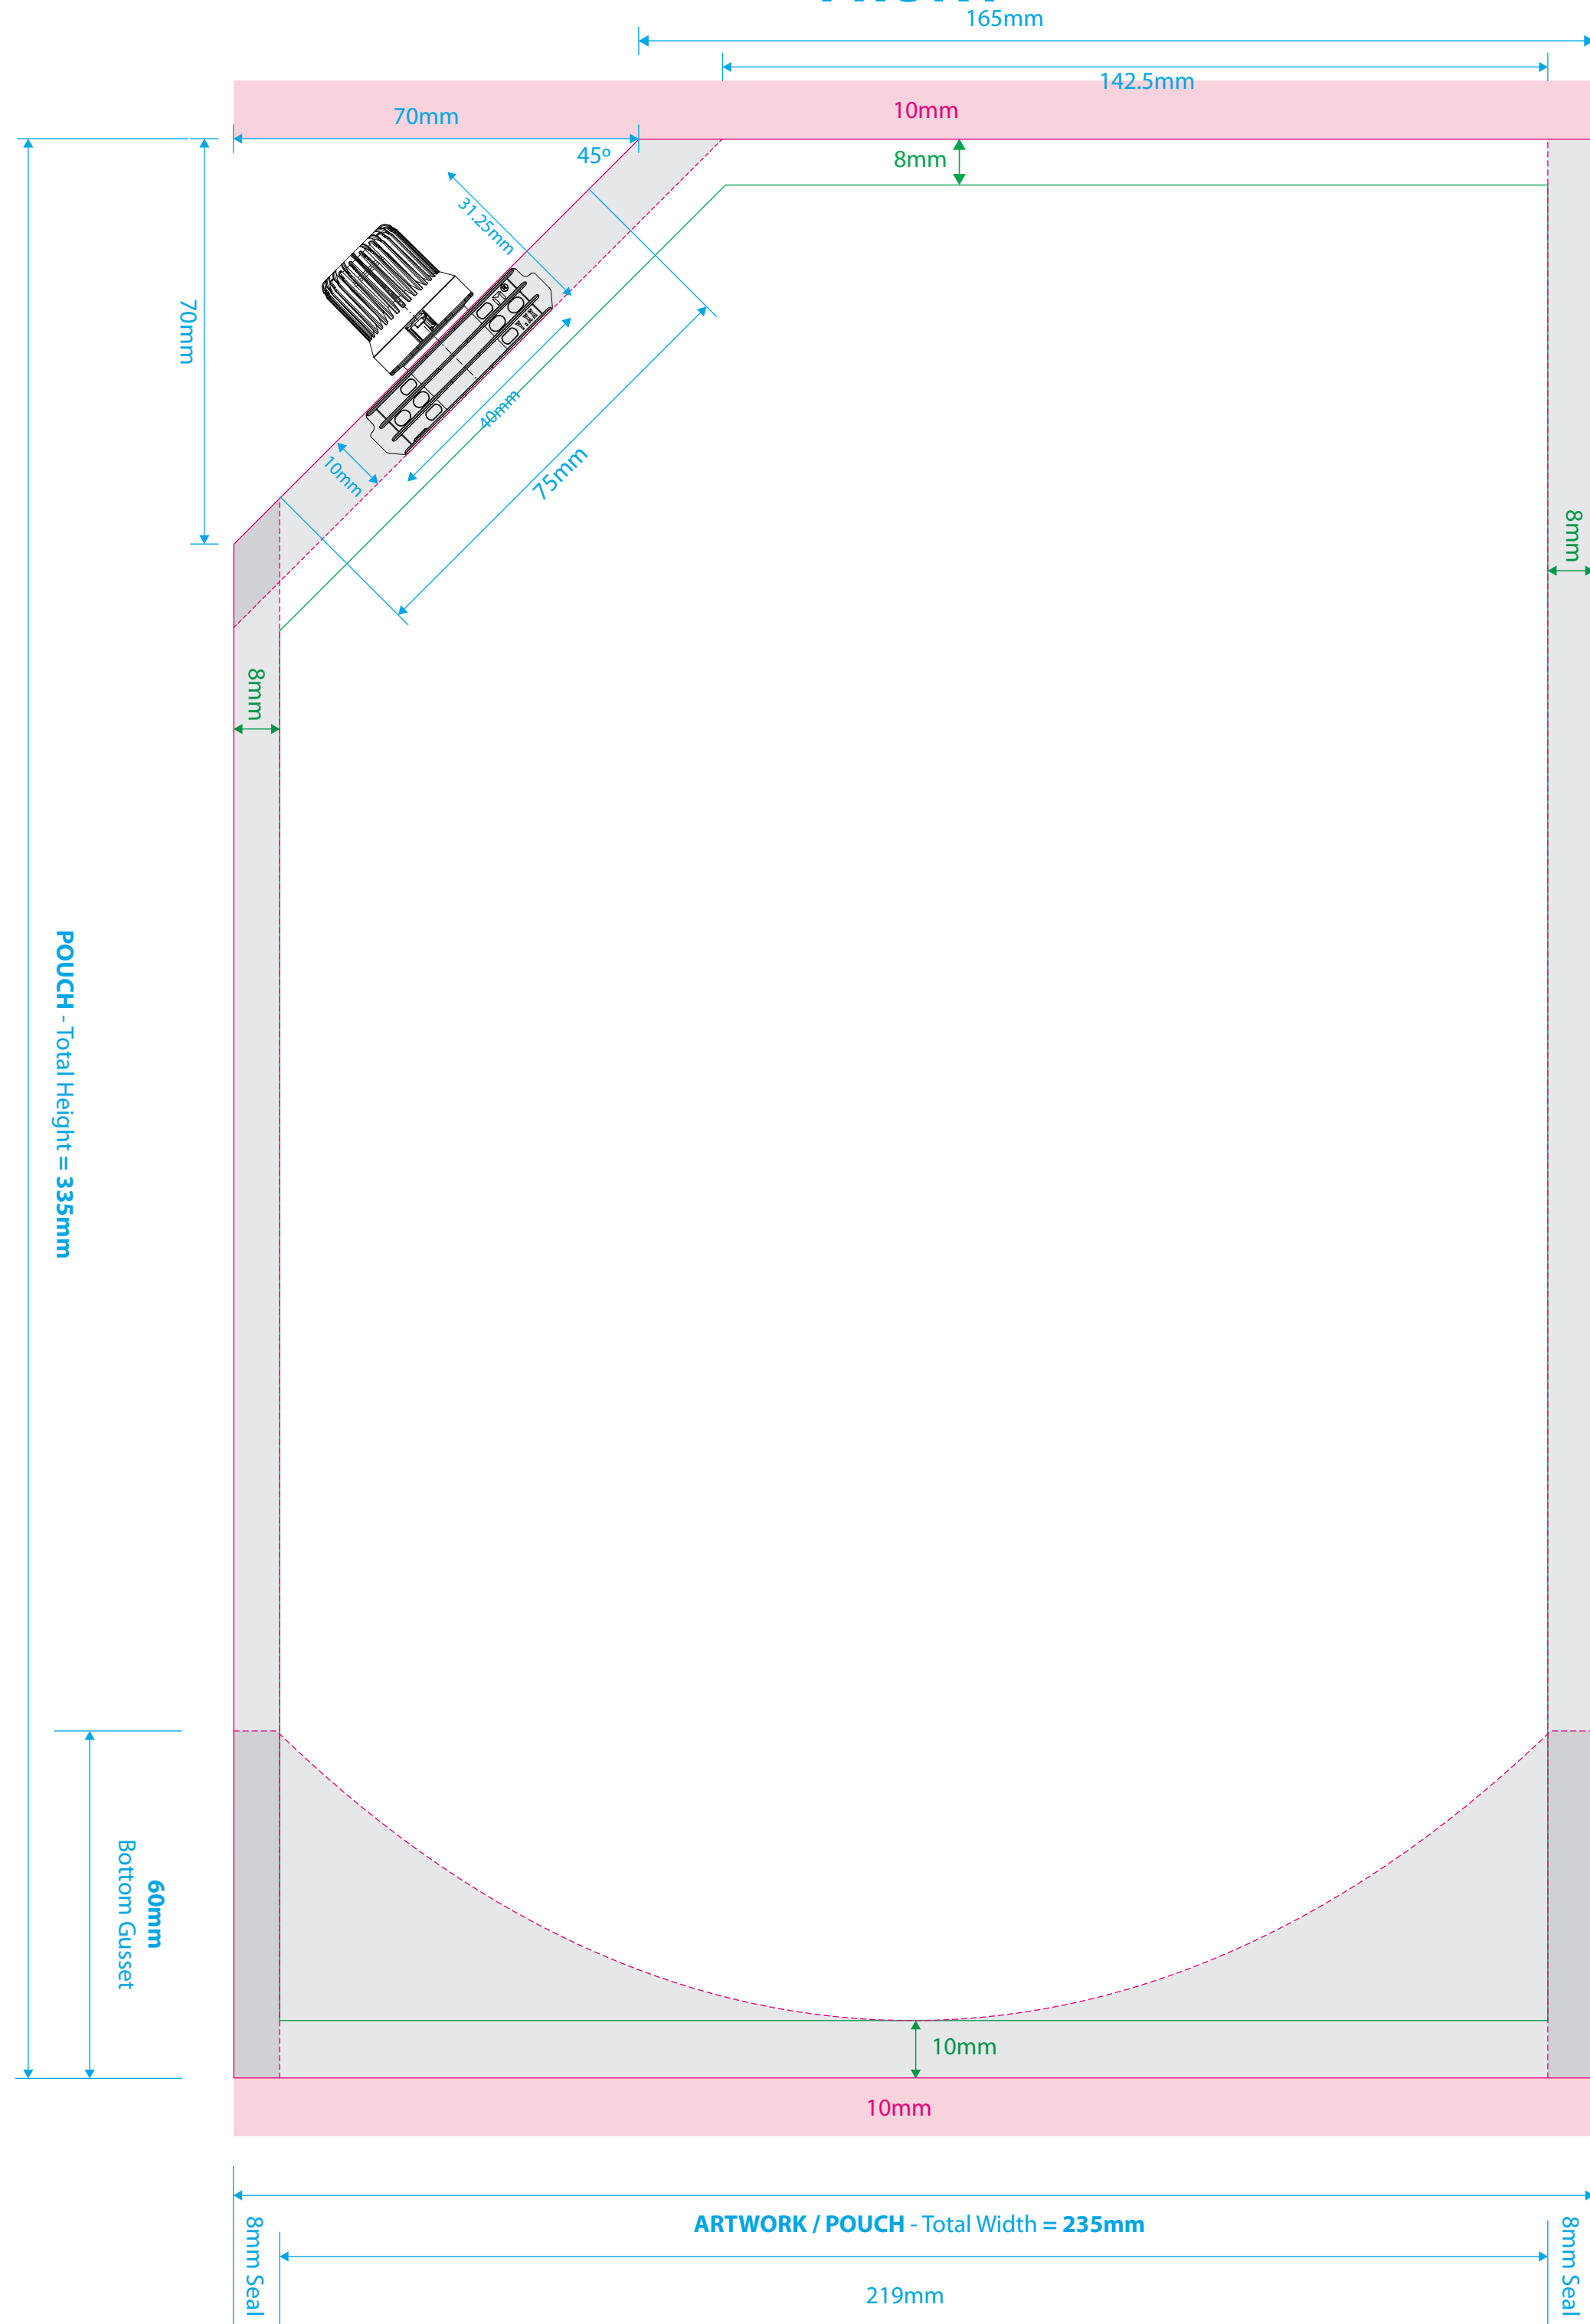 165mm
142.5mm
70mm
10mm
45º
8mm
31.25mm
70mm
Y.XX
40mm
10mm
75mm
8mm
8mm
POUCH - Total Height = 335mm
60mm
Bottom Gusset
10mm
10mm
ARTWORK / POUCH - Total Width = 235mm
8mm Seal
8mm Seal
219mm